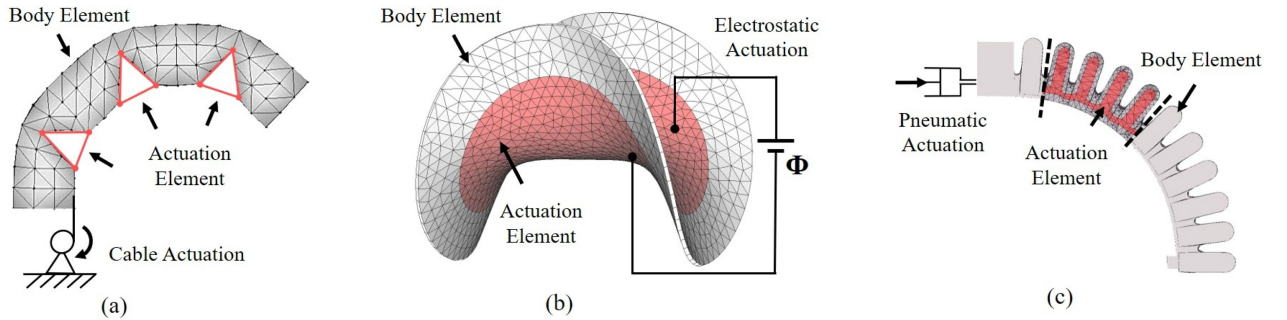 Body Element
Actuation
Element
Cable Actuation
(a)
Body Element
Electrostatic
Actuation
Actuation
Element
Φ
(b)
Body Element
Pneumatic
Actuation
Actuation
Element
(c)